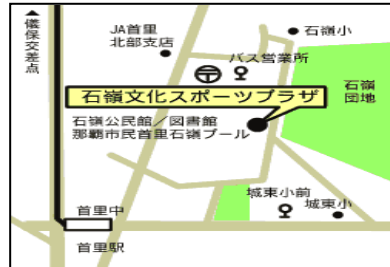 ▲儀保交差点
JA首里
北部支店
石嶺小
バス営業所
石嶺
団地
石嶺文化スポーツプラザ
石嶺公民館／図書館
那覇市民首里石嶺プール
城東小前
城東小
首里中
首里駅